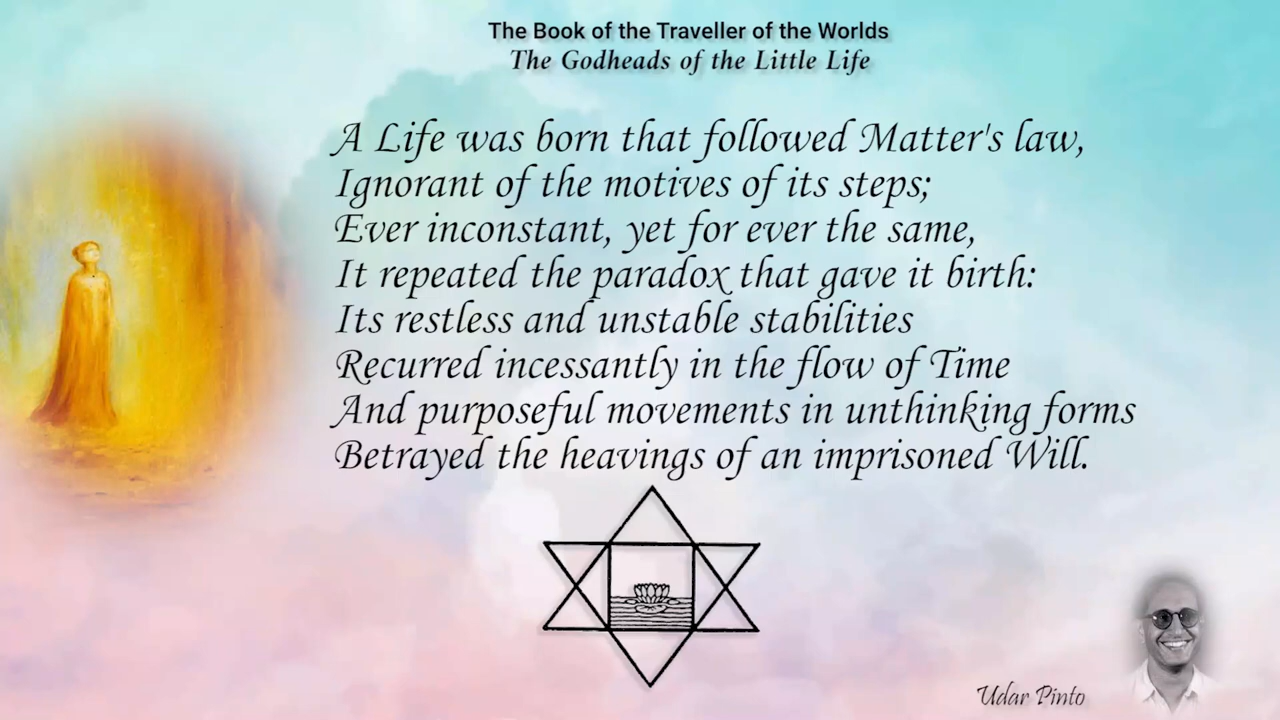 The Book of the Traveller of the Worlds
The Godheads of the Little Life
A Life was born that followed Matter's law,
Ignorant of the motives of its steps;
Ever inconstant, yet for ever the same,
It repeated the paradox that gave it birth:
Its restless and unstable stabilities
Recurred incessantly in the flow of Time
And purposeful movements in unthinking forms
Betrayed the heavings of an imprisoned Will.
Udar Pinto